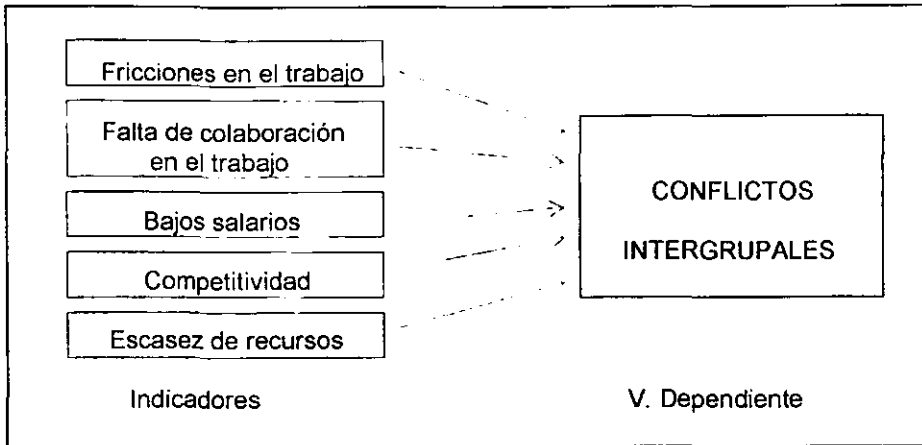 Fricciones en el trabajo
Falta de colaboración
en el trabajo
Bajos salarios
Competitividad
Escasez de recursos
CONFLICTOS
INTERGRUPALES
Indicadores
V. Dependiente